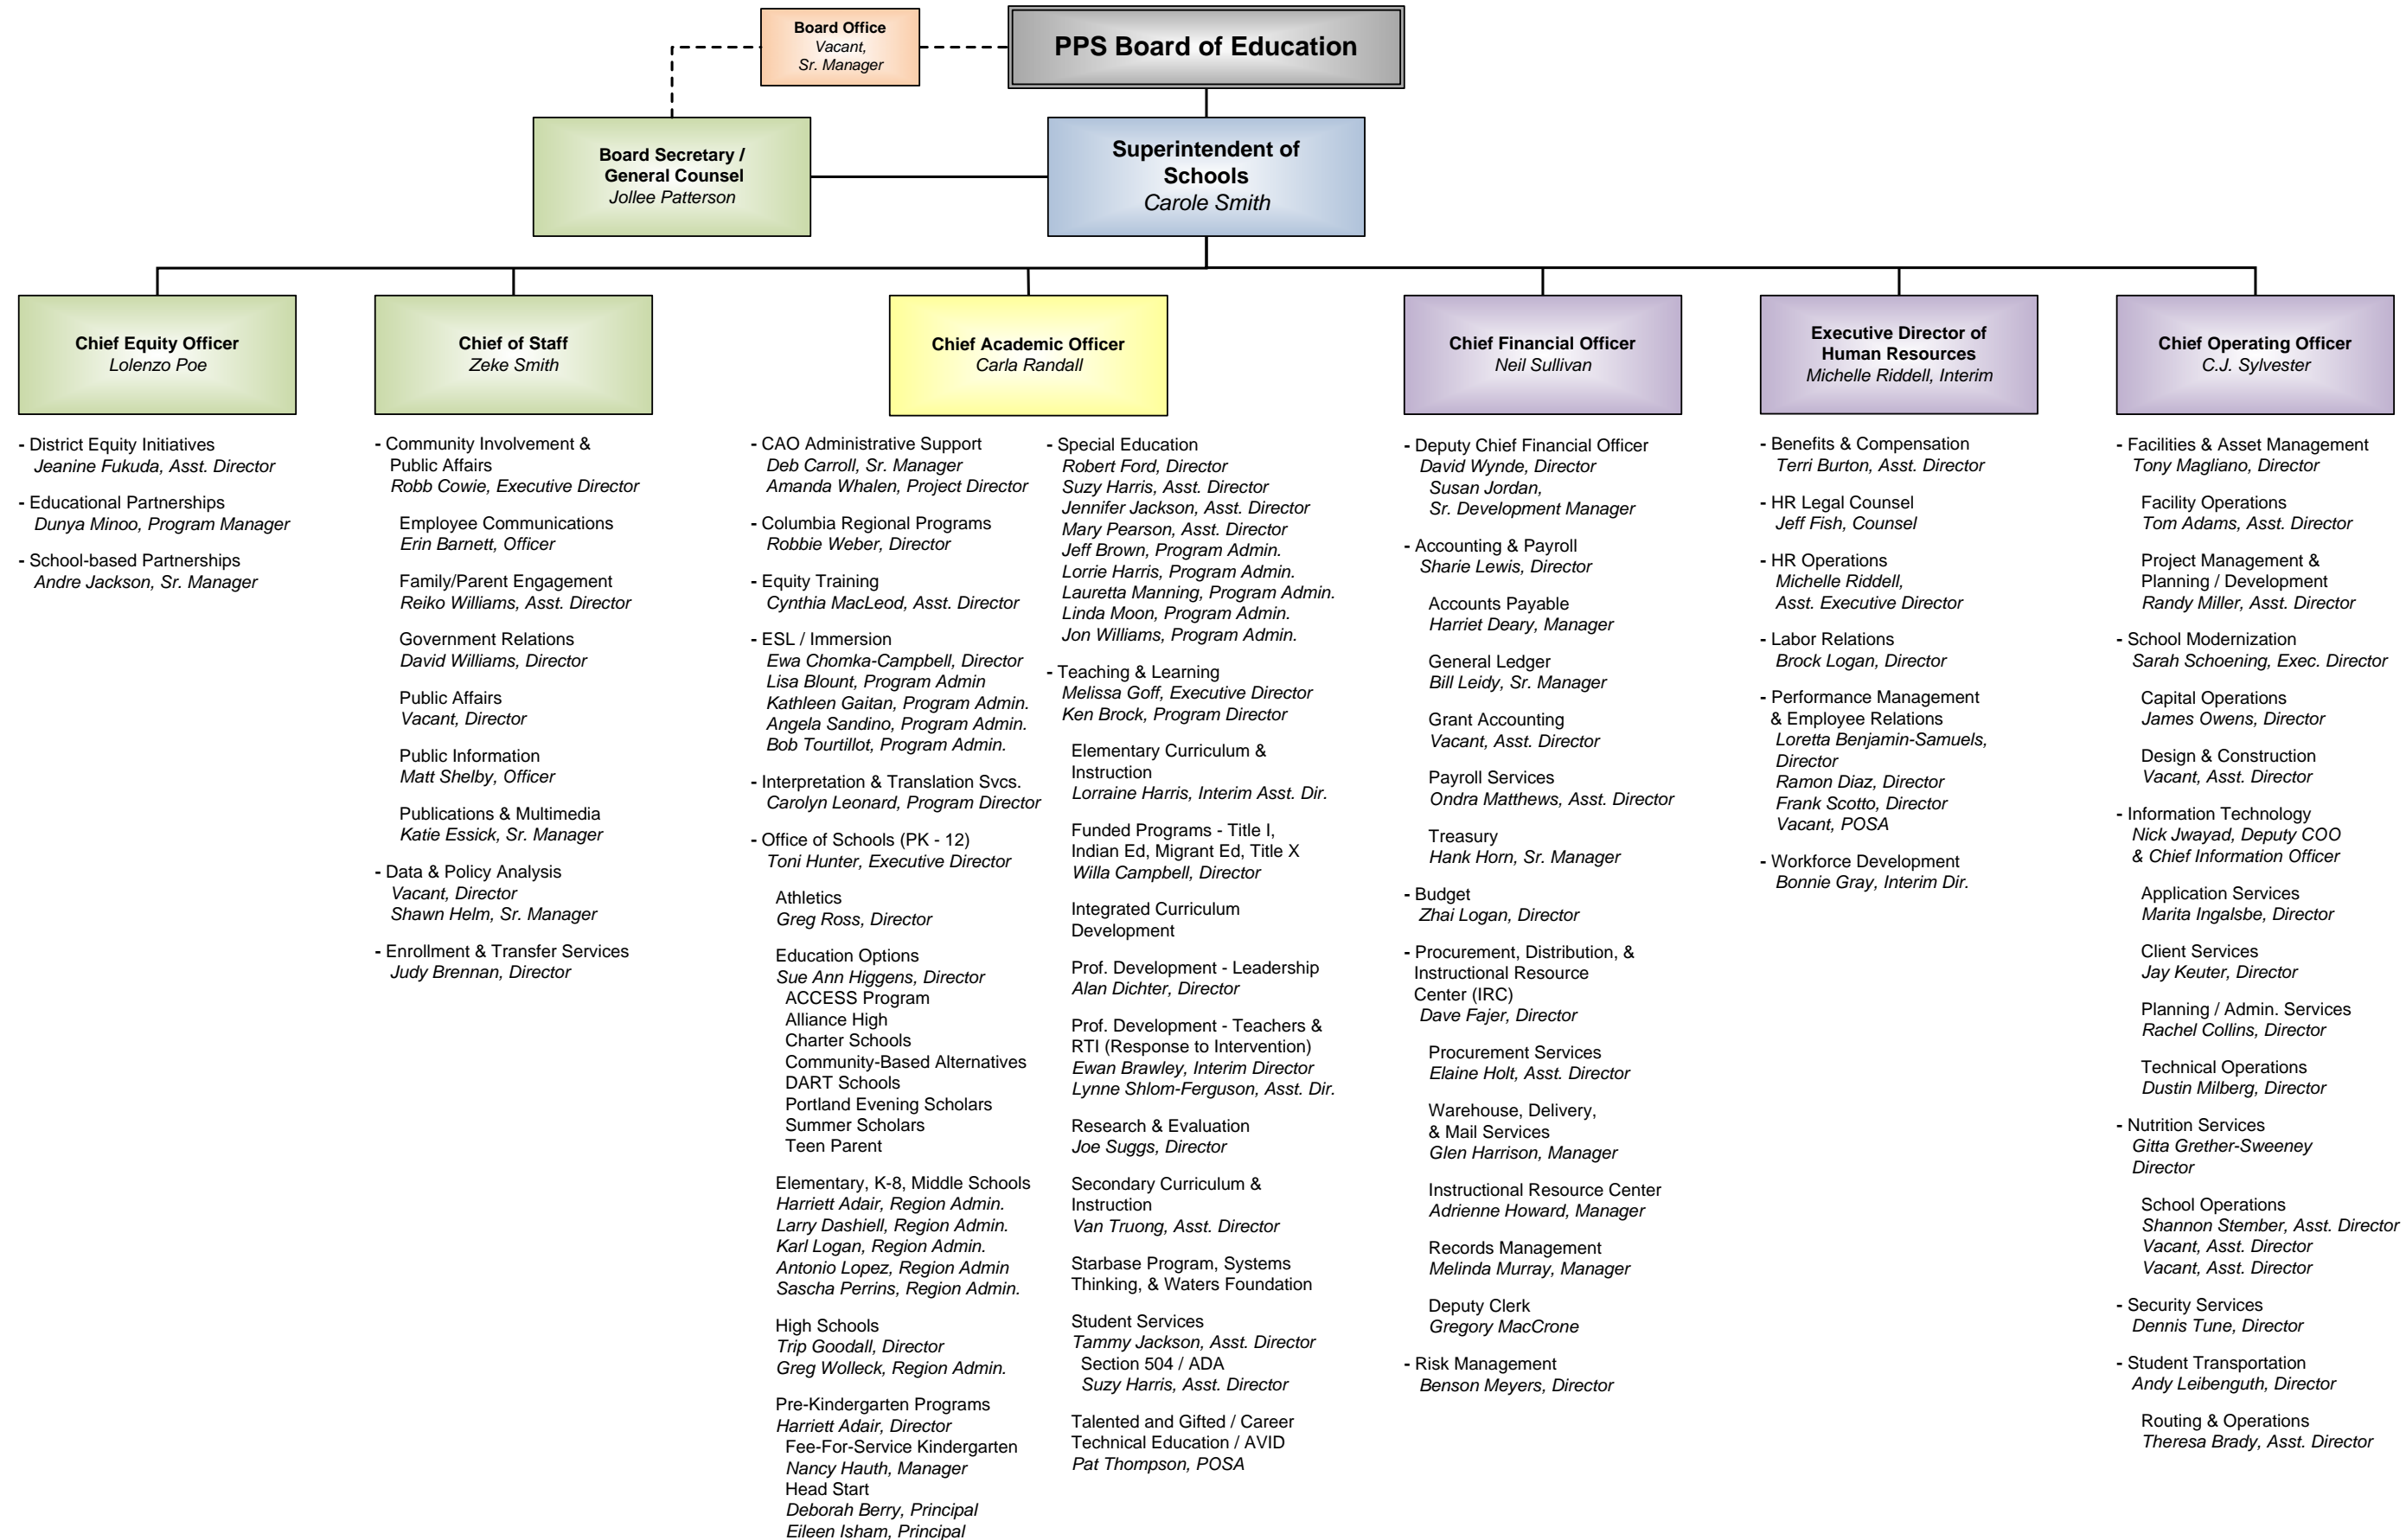 Board Office
Vacant,
Sr. Manager
PPS Board of Education
Board Secretary /
General Counsel
Jollee Patterson
Superintendent of
Schools
Carole Smith
Chief Equity Officer
Lolenzo Poe
Chief of Staff
Zeke Smith
Chief Academic Officer
Carla Randall
Chief Financial Officer
Neil Sullivan
Executive Director of
Human Resources
Michelle Riddell, Interim
Chief Operating Officer
C.J. Sylvester
- District Equity Initiatives
Jeanine Fukuda, Asst. Director
- Educational Partnerships
Dunya Minoo, Program Manager
- School-based Partnerships
Andre Jackson, Sr. Manager
- Community Involvement &
Public Affairs
Robb Cowie, Executive Director
Employee Communications
Erin Barnett, Officer
Family/Parent Engagement
Reiko Williams, Asst. Director
Government Relations
David Williams, Director
Public Affairs
Vacant, Director
Public Information
Matt Shelby, Officer
Publications & Multimedia
Katie Essick, Sr. Manager
- Data & Policy Analysis
Vacant, Director
Shawn Helm, Sr. Manager
- Enrollment & Transfer Services
Judy Brennan, Director
- CAO Administrative Support
Deb Carroll, Sr. Manager
Amanda Whalen, Project Director
- Columbia Regional Programs
Robbie Weber, Director
- Equity Training
Cynthia MacLeod, Asst. Director
- ESL / Immersion
Ewa Chomka-Campbell, Director
Lisa Blount, Program Admin
Kathleen Gaitan, Program Admin.
Angela Sandino, Program Admin.
Bob Tourtillot, Program Admin.
- Interpretation & Translation Svcs.
Carolyn Leonard, Program Director
- Office of Schools (PK - 12)
Toni Hunter, Executive Director
Athletics
Greg Ross, Director
Education Options
Sue Ann Higgens, Director
ACCESS Program
Alliance High
Charter Schools
Community-Based Alternatives
DART Schools
Portland Evening Scholars
Summer Scholars
Teen Parent
Elementary, K-8, Middle Schools
Harriett Adair, Region Admin.
Larry Dashiell, Region Admin.
Karl Logan, Region Admin.
Antonio Lopez, Region Admin
Sascha Perrins, Region Admin.
High Schools
Trip Goodall, Director
Greg Wolleck, Region Admin.
Pre-Kindergarten Programs
Harriett Adair, Director
Fee-For-Service Kindergarten
Nancy Hauth, Manager
Head Start
Deborah Berry, Principal
Eileen Isham, Principal
- Special Education
Robert Ford, Director
Suzy Harris, Asst. Director
Jennifer Jackson, Asst. Director
Mary Pearson, Asst. Director
Jeff Brown, Program Admin.
Lorrie Harris, Program Admin.
Lauretta Manning, Program Admin.
Linda Moon, Program Admin.
Jon Williams, Program Admin.
- Teaching & Learning
Melissa Goff, Executive Director
Ken Brock, Program Director
Elementary Curriculum &
Instruction
Lorraine Harris, Interim Asst. Dir.
Funded Programs - Title I,
Indian Ed, Migrant Ed, Title X
Willa Campbell, Director
Integrated Curriculum
Development
Prof. Development - Leadership
Alan Dichter, Director
Prof. Development - Teachers &
RTI (Response to Intervention)
Ewan Brawley, Interim Director
Lynne Shlom-Ferguson, Asst. Dir.
Research & Evaluation
Joe Suggs, Director
Secondary Curriculum &
Instruction
Van Truong, Asst. Director
Starbase Program, Systems
Thinking, & Waters Foundation
Student Services
Tammy Jackson, Asst. Director
Section 504 / ADA
Suzy Harris, Asst. Director
Talented and Gifted / Career
Technical Education / AVID
Pat Thompson, POSA
- Deputy Chief Financial Officer
David Wynde, Director
Susan Jordan,
Sr. Development Manager
- Accounting & Payroll
Sharie Lewis, Director
Accounts Payable
Harriet Deary, Manager
General Ledger
Bill Leidy, Sr. Manager
Grant Accounting
Vacant, Asst. Director
Payroll Services
Ondra Matthews, Asst. Director
Treasury
Hank Horn, Sr. Manager
- Budget
Zhai Logan, Director
- Procurement, Distribution, &
Instructional Resource
Center (IRC)
Dave Fajer, Director
Procurement Services
Elaine Holt, Asst. Director
Warehouse, Delivery,
& Mail Services
Glen Harrison, Manager
Instructional Resource Center
Adrienne Howard, Manager
Records Management
Melinda Murray, Manager
Deputy Clerk
Gregory MacCrone
- Risk Management
Benson Meyers, Director
- Benefits & Compensation
Terri Burton, Asst. Director
- HR Legal Counsel
Jeff Fish, Counsel
- HR Operations
Michelle Riddell,
Asst. Executive Director
- Labor Relations
Brock Logan, Director
- Performance Management
& Employee Relations
Loretta Benjamin-Samuels,
Director
Ramon Diaz, Director
Frank Scotto, Director
Vacant, POSA
- Workforce Development
Bonnie Gray, Interim Dir.
- Facilities & Asset Management
Tony Magliano, Director
Facility Operations
Tom Adams, Asst. Director
Project Management &
Planning / Development
Randy Miller, Asst. Director
- School Modernization
Sarah Schoening, Exec. Director
Capital Operations
James Owens, Director
Design & Construction
Vacant, Asst. Director
- Information Technology
Nick Jwayad, Deputy COO
& Chief Information Officer
Application Services
Marita Ingalsbe, Director
Client Services
Jay Keuter, Director
Planning / Admin. Services
Rachel Collins, Director
Technical Operations
Dustin Milberg, Director
- Nutrition Services
Gitta Grether-Sweeney
Director
School Operations
Shannon Stember, Asst. Director
Vacant, Asst. Director
Vacant, Asst. Director
- Security Services
Dennis Tune, Director
- Student Transportation
Andy Leibenguth, Director
Routing & Operations
Theresa Brady, Asst. Director